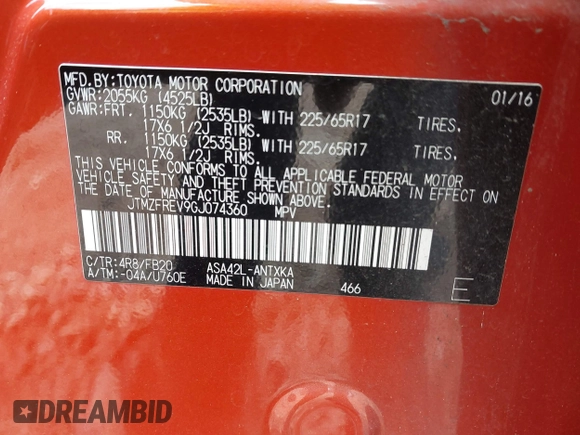 MFD.BY:TOYOTA MOTOR CORPORATION 01/16
GVWR:2055KG (4525LB)
GAWR:FRT. 1150KG (2535LB) WITH 225/65R17 TIRES,
17X6 1/2J RIMS.
RR. 1150KG (2535LB) WITH 225/65R17 TIRES,
17X6 1/2J RIMS.
THIS VEHICLE CONFORMS TO ALL APPLICABLE FEDERAL MOTOR
VEHICLE SAFETY AND THEFT PREVENTION STANDARDS IN EFFECT ON
THE DATE OF MANUFACTURE SHOWN ABOVE.
JTMZFREV9GJ074360 MPV
C/TR:4R8/FB20 ASA42L-ANTXKA
A/TM:-04A/U760E MADE IN JAPAN 466 E
DREAMBID